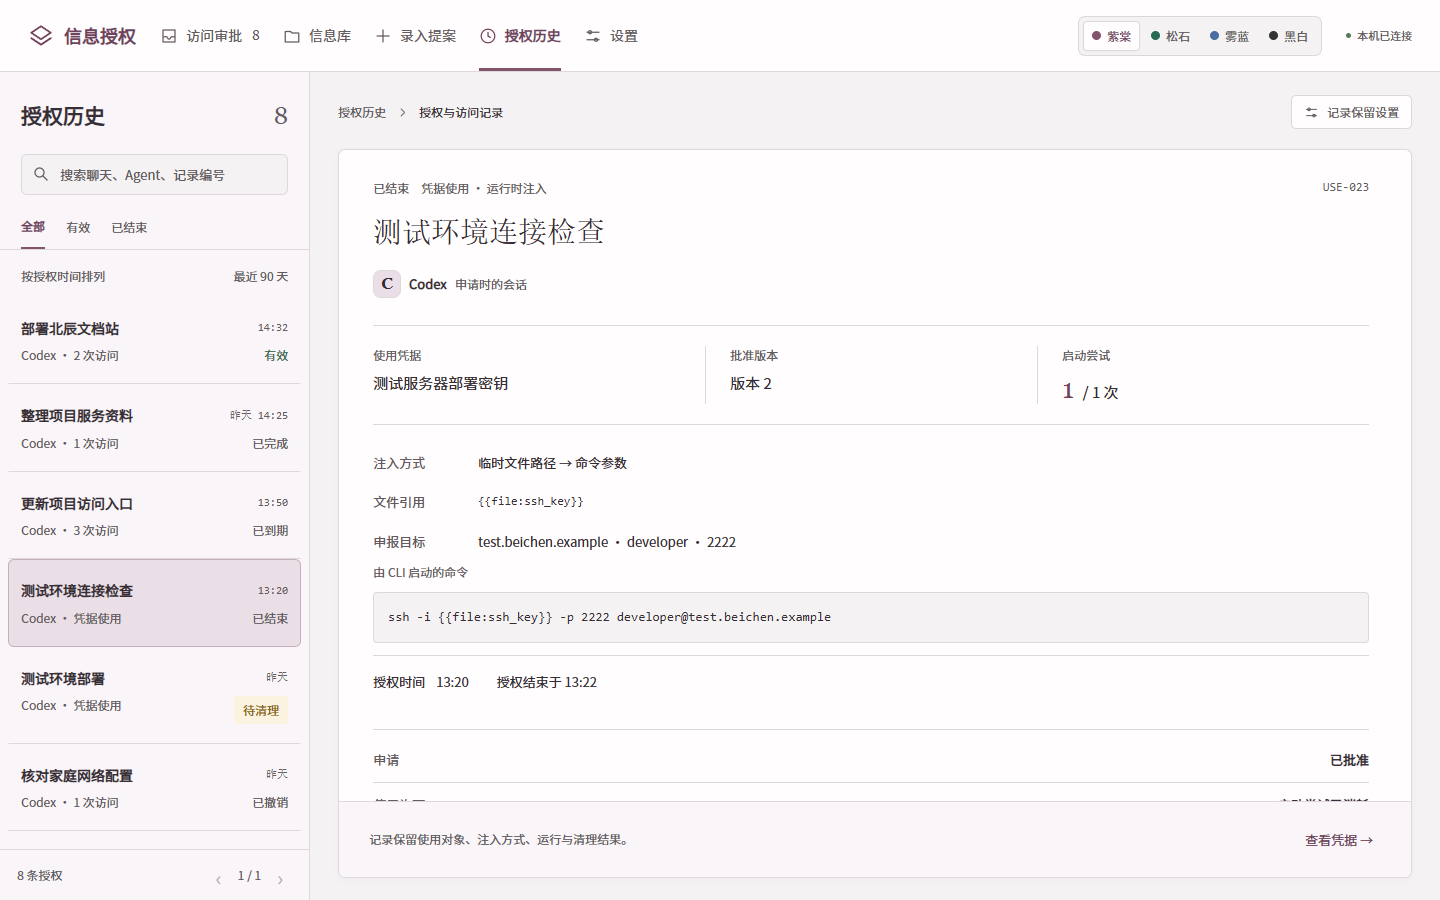 信息授权
访问审批 8
信息库
录入提案
授权历史
设置
紫棠
松石
雾蓝
黑白
本机已连接
授权历史 8
搜索聊天、Agent、记录编号
全部 有效 已结束
按授权时间排列 最近 90 天
部署北辰文档站 14:32
Codex · 2 次访问 有效
整理项目服务资料 昨天 14:25
Codex · 1 次访问 已完成
更新项目访问入口 13:50
Codex · 3 次访问 已到期
测试环境连接检查 13:20
Codex · 凭据使用 已结束
测试环境部署 昨天
Codex · 凭据使用 待清理
核对家庭网络配置 昨天
Codex · 1 次访问 已撤销
8 条授权 ‹ 1 / 1 ›
授权历史 > 授权与访问记录
记录保留设置
已结束 凭据使用 · 运行时注入 USE-023
测试环境连接检查
C Codex 申请时的会话
使用凭据 批准版本 启动尝试
测试服务器部署密钥 版本 2 1 / 1 次
注入方式 临时文件路径 → 命令参数
文件引用 {{file:ssh_key}}
申报目标 test.beichen.example · developer · 2222
由 CLI 启动的命令
ssh -i {{file:ssh_key}} -p 2222 developer@test.beichen.example
授权时间 13:20 授权结束于 13:22
申请 已批准
记录保留使用对象、注入方式、运行与清理结果。
查看凭据 →